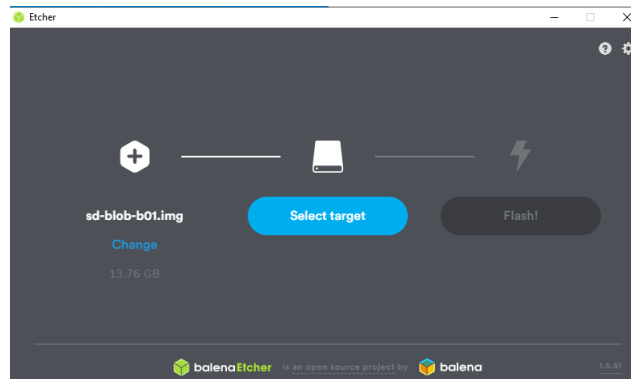 Etcher
sd-blob-b01.img
Select target
Flash!
Change
13.76 GB
balenaEtcher is an open source project by balena
1.5.51